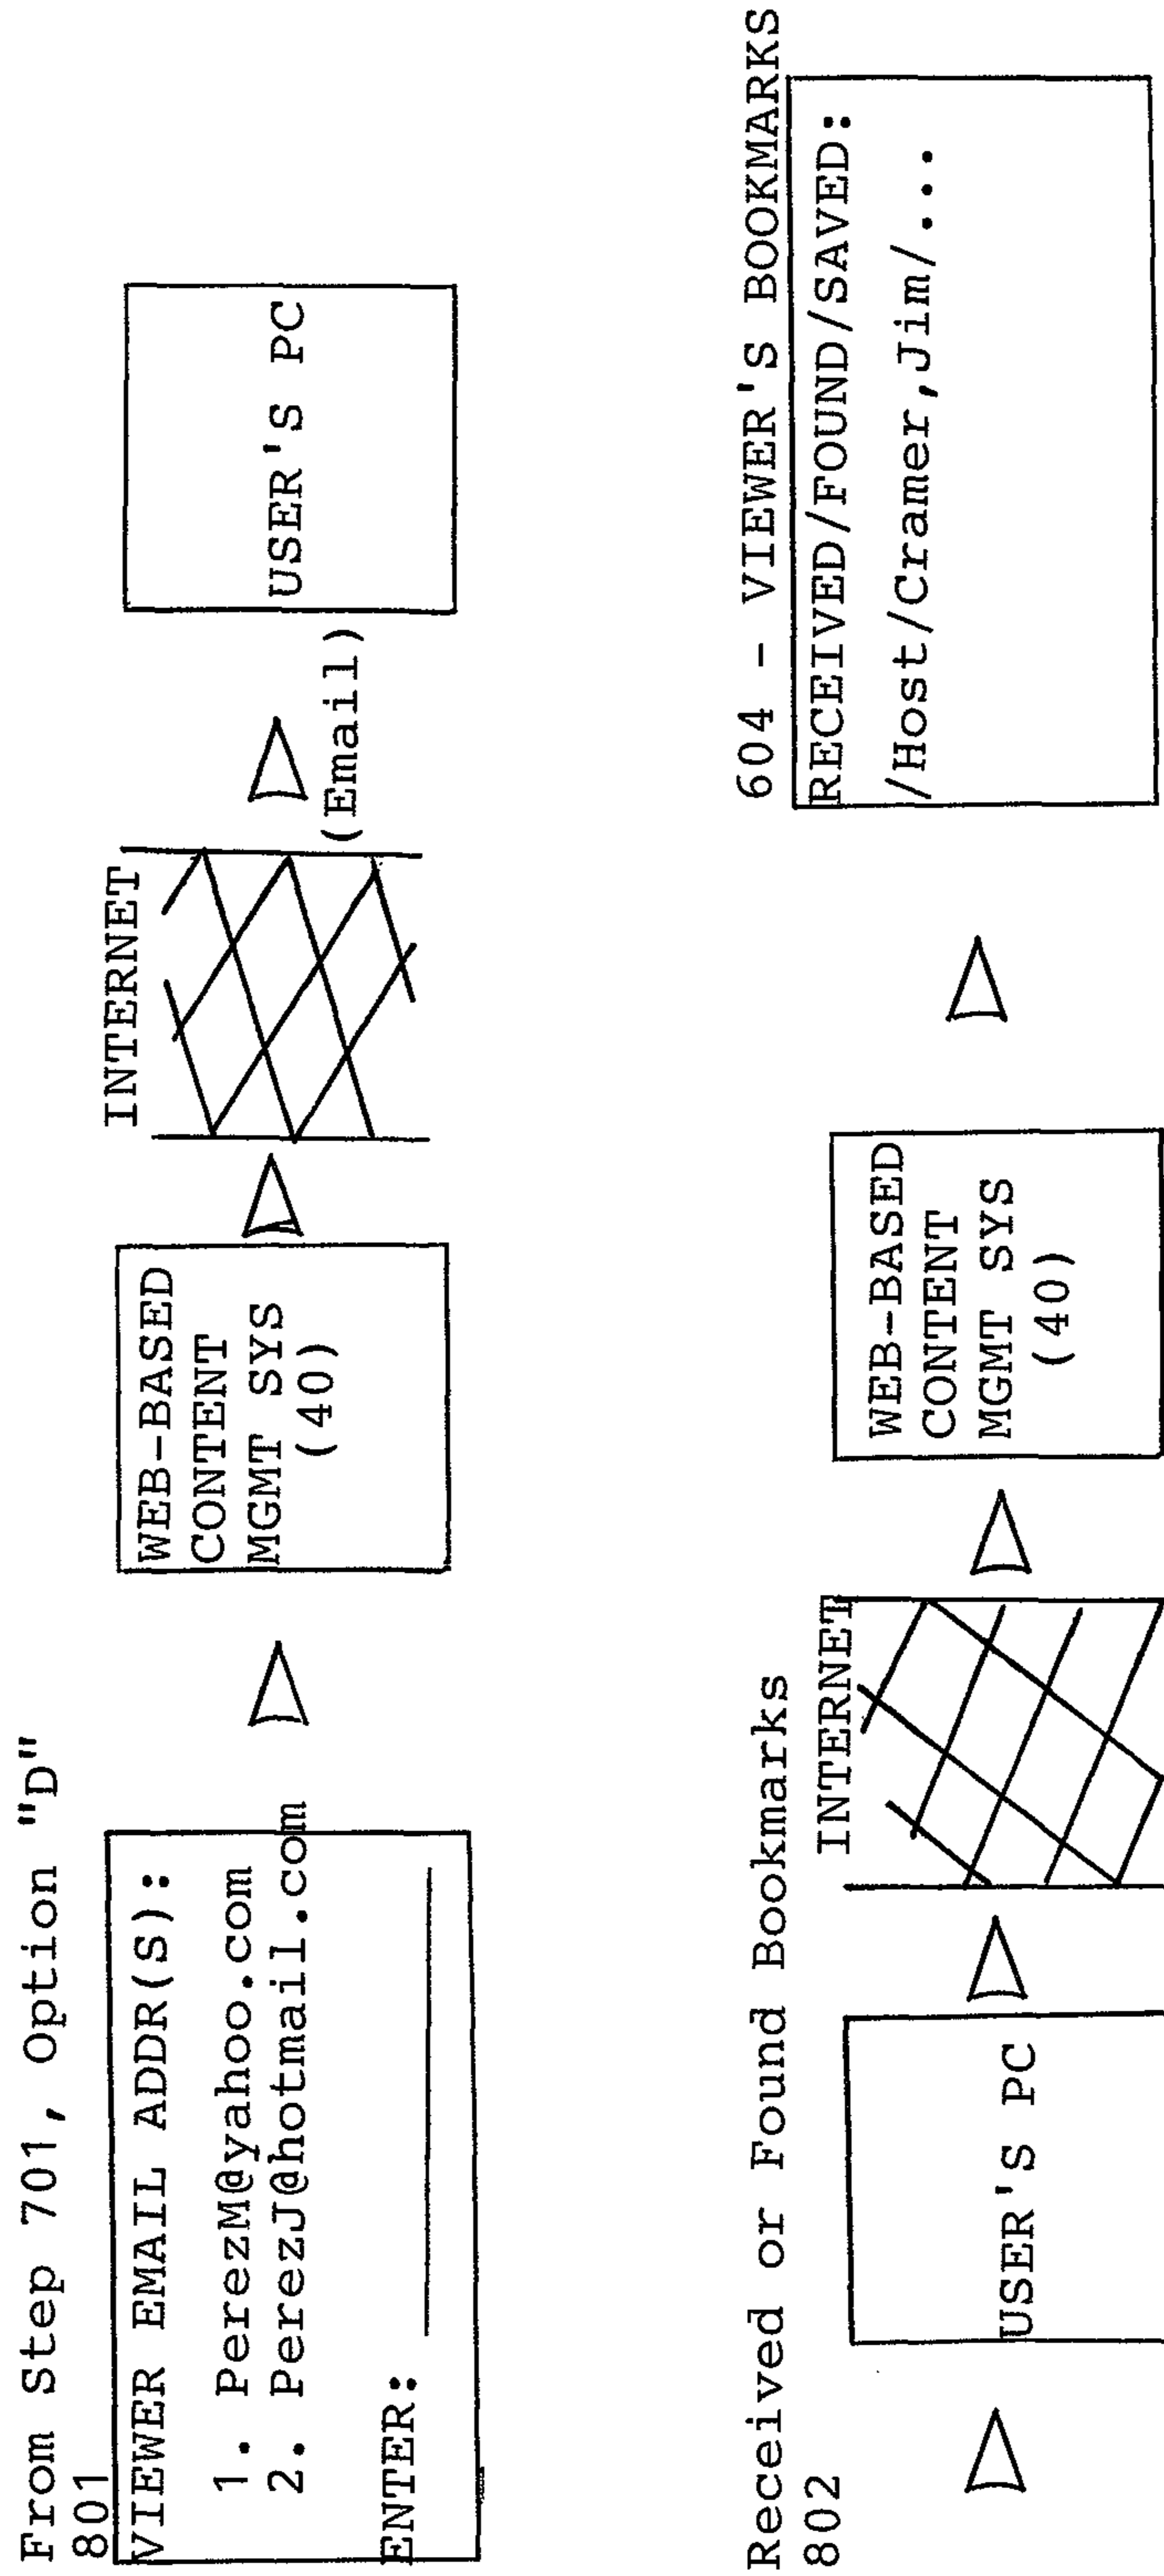 From Step 701, Option "D"
801
VIEWER EMAIL ADDR(S):
1. PerezM@yahoo.com
2. PerezJ@hotmail.com
ENTER:
WEB-BASED
CONTENT
MGMT SYS
(40)
INTERNET
(Email)
USER'S PC
Received or Found Bookmarks
802
USER'S PC
INTERNET
WEB-BASED
CONTENT
MGMT SYS
(40)
604 - VIEWER'S BOOKMARKS
RECEIVED/FOUND/SAVED:
/Host/Cramer,Jim/...